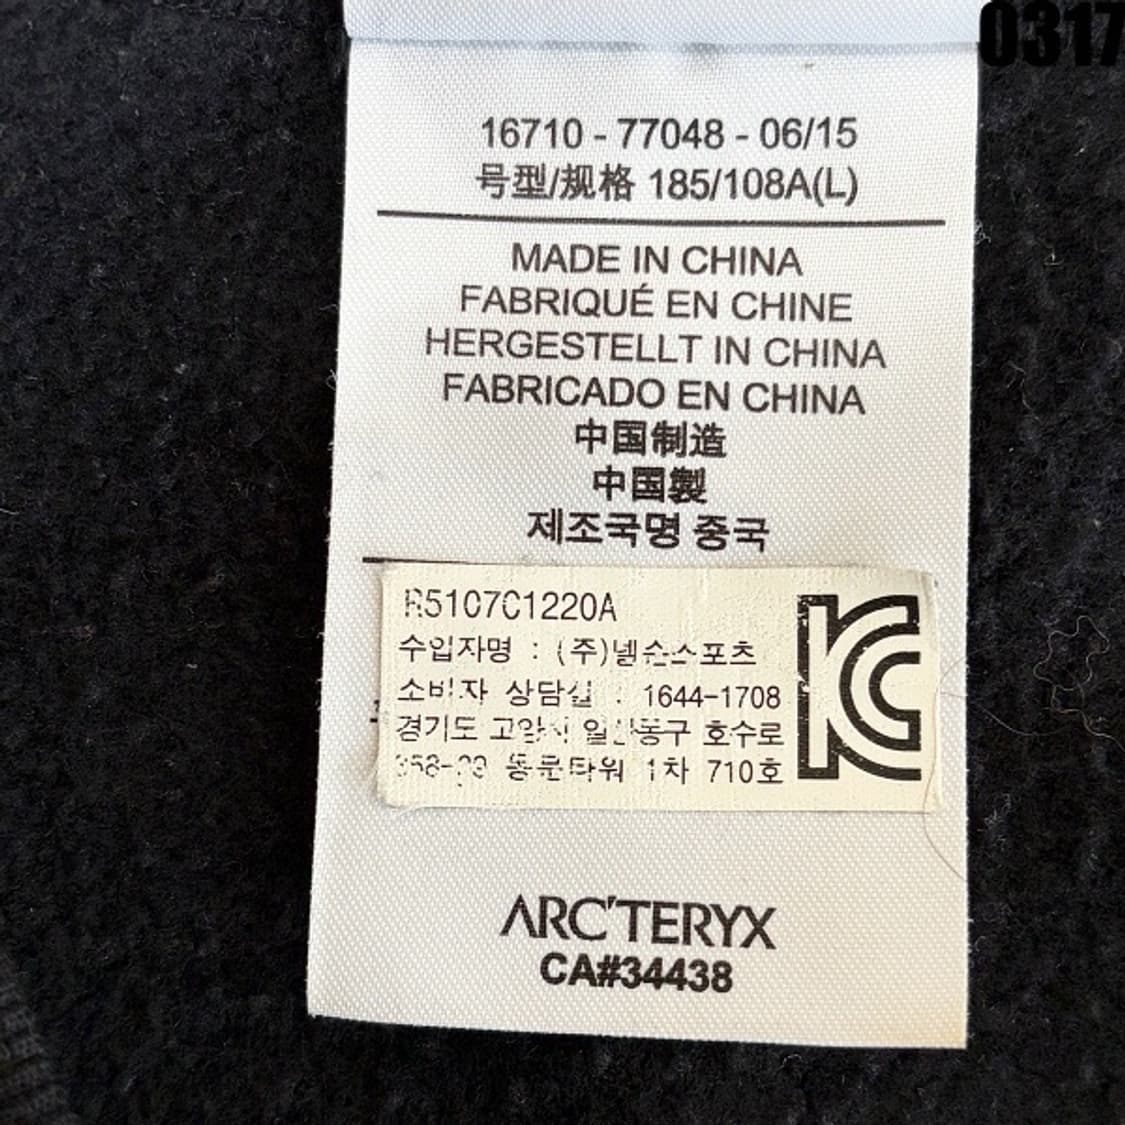 0317
16710 - 77048 - 06/15
号型/规格 185/108A(L)
MADE IN CHINA
FABRIQUÉ EN CHINE
HERGESTELLT IN CHINA
FABRICADO EN CHINA
中国制造
中国製
제조국명 중국
R5107C1220A
수입자명 : (주)넬슨스포츠
소비자 상담실 : 1644-1708
경기도 고양시 일산동구 호수로
동문타워 1차 710호
ARC'TERYX
CA#34438